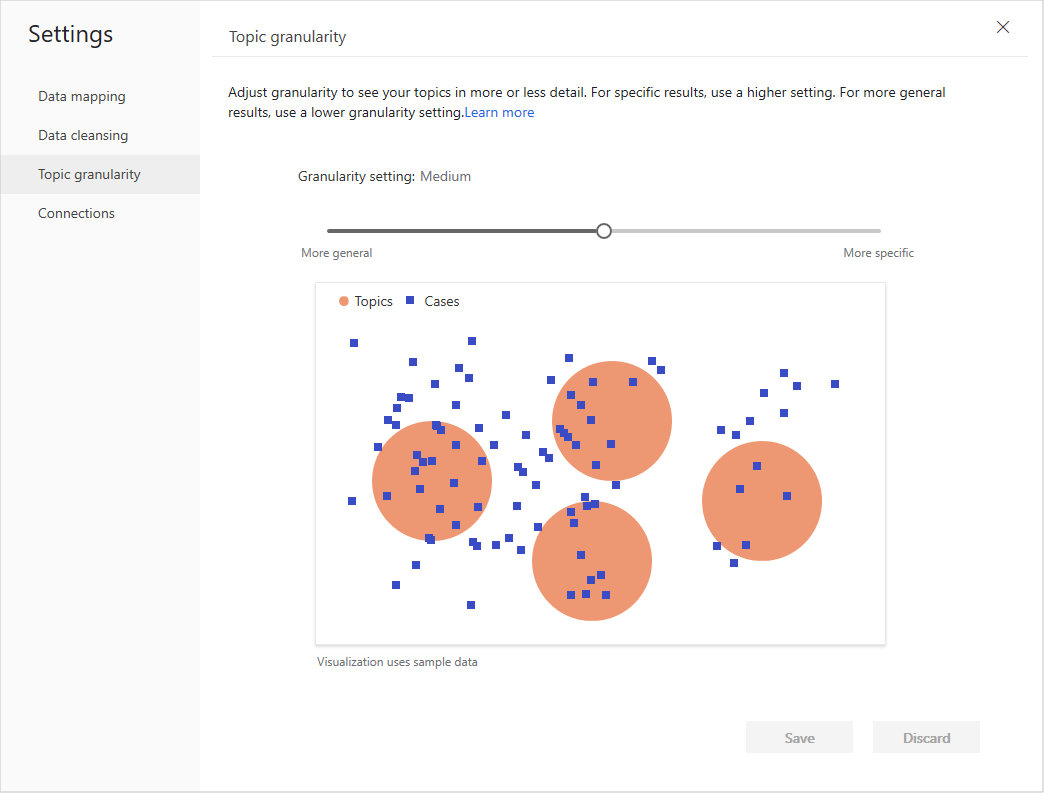 Settings
Topic granularity
Data mapping
Data cleansing
Topic granularity
Connections
Adjust granularity to see your topics in more or less detail. For specific results, use a higher setting. For more general
results, use a lower granularity setting.Learn more
Granularity setting: Medium
More general
More specific
Topics
Cases
Visualization uses sample data
Save
Discard